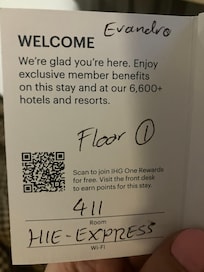 Evandro
WELCOME
We're glad you're here. Enjoy
exclusive member benefits
on this stay and at our 6,600+
hotels and resorts.
Floor 1
Scan to join IHG One Rewards
for free. Visit the front desk
to earn points for this stay.
411
Room
HIE-EXPRESS
Wi-Fi